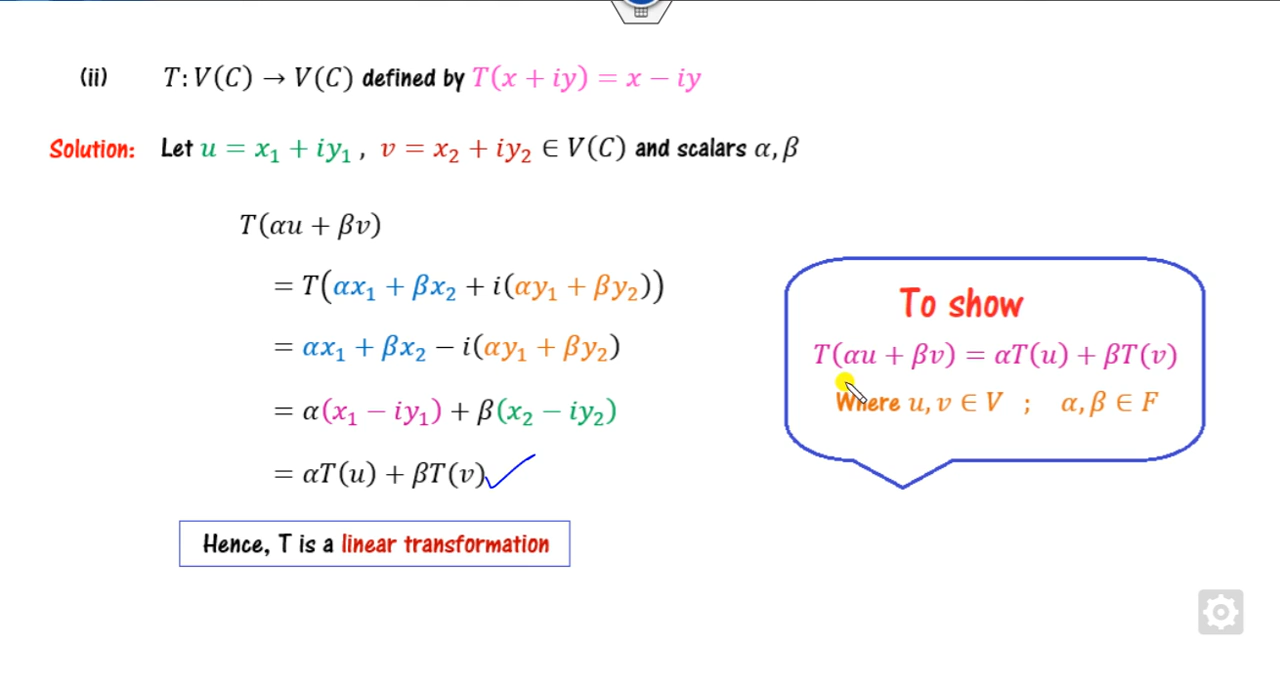 (ii) T: V(C) → V(C) defined by T(x + iy) = x − iy
Solution: Let u = x₁ + iy₁ , v = x₂ + iy₂ ∈ V(C) and scalars α, β
T(αu + βv)
= T(αx₁ + βx₂ + i(αy₁ + βy₂))
= αx₁ + βx₂ − i(αy₁ + βy₂)
= α(x₁ − iy₁) + β(x₂ − iy₂)
= αT(u) + βT(v)
Hence, T is a linear transformation
To show
T(αu + βv) = αT(u) + βT(v)
Where u, v ∈ V ; α, β ∈ F